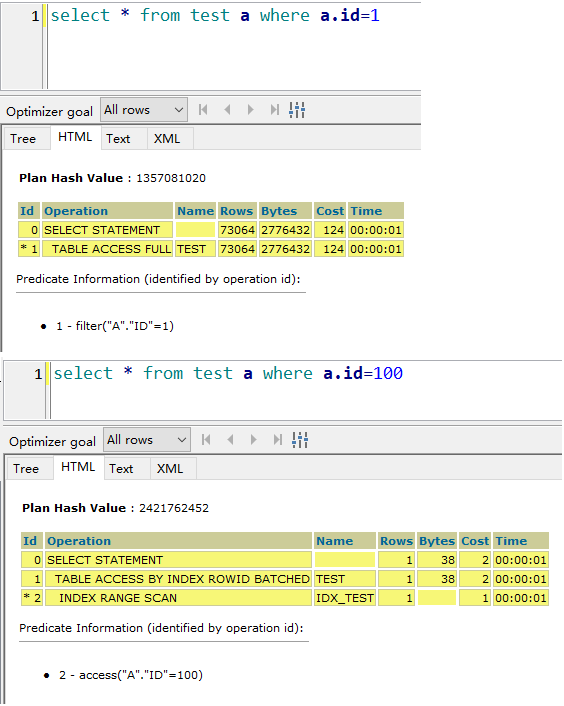 1 select * from test a where a.id=1
Optimizer goal All rows
Tree HTML Text XML
Plan Hash Value : 1357081020
Id Operation Name Rows Bytes Cost Time
0 SELECT STATEMENT 73064 2776432 124 00:00:01
* 1 TABLE ACCESS FULL TEST 73064 2776432 124 00:00:01
Predicate Information (identified by operation id):
● 1 - filter("A"."ID"=1)
1 select * from test a where a.id=100
Optimizer goal All rows
Tree HTML Text XML
Plan Hash Value : 2421762452
Id Operation Name Rows Bytes Cost Time
0 SELECT STATEMENT 1 38 2 00:00:01
1 TABLE ACCESS BY INDEX ROWID BATCHED TEST 1 38 2 00:00:01
* 2 INDEX RANGE SCAN IDX_TEST 1 1 00:00:01
Predicate Information (identified by operation id):
● 2 - access("A"."ID"=100)